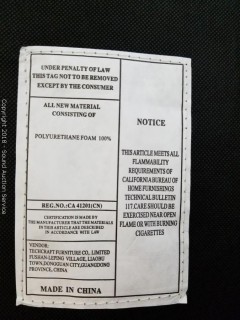 UNDER PENALTY OF LAW
THIS TAG NOT TO BE REMOVED
EXCEPT BY THE CONSUMER
ALL NEW MATERIAL
CONSISTING OF
POLYURETHANE FOAM 100%
REG.NO.:CA 41201(CN)
CERTIFICATION IS MADE BY
THE MANUFACTURER THAT THE MATERIALS
IN THIS ARTICLE ARE DESCRIBED
IN ACCORDANCE WITH LAW
VENDOR:
TECHCRAFT FURNITURE CO., LIMITED
FUSHAN LEPING VILLAGE, LIAOBU
TOWN,DONGGUAN CITY,GUANGDONG
PROVINCE, CHINA
MADE IN CHINA
NOTICE
THIS ARTICLE MEETS ALL
FLAMMABILITY
REQUIREMENTS OF
CALIFORNIA BUREAU OF
HOME FURNISHINGS
TECHNICAL BULLETIN
117.CARE SHOULD BE
EXERCISED NEAR OPEN
FLAME OR WITH BURNING
CIGARETTES
Copyright 2018 - Sound Auction Service